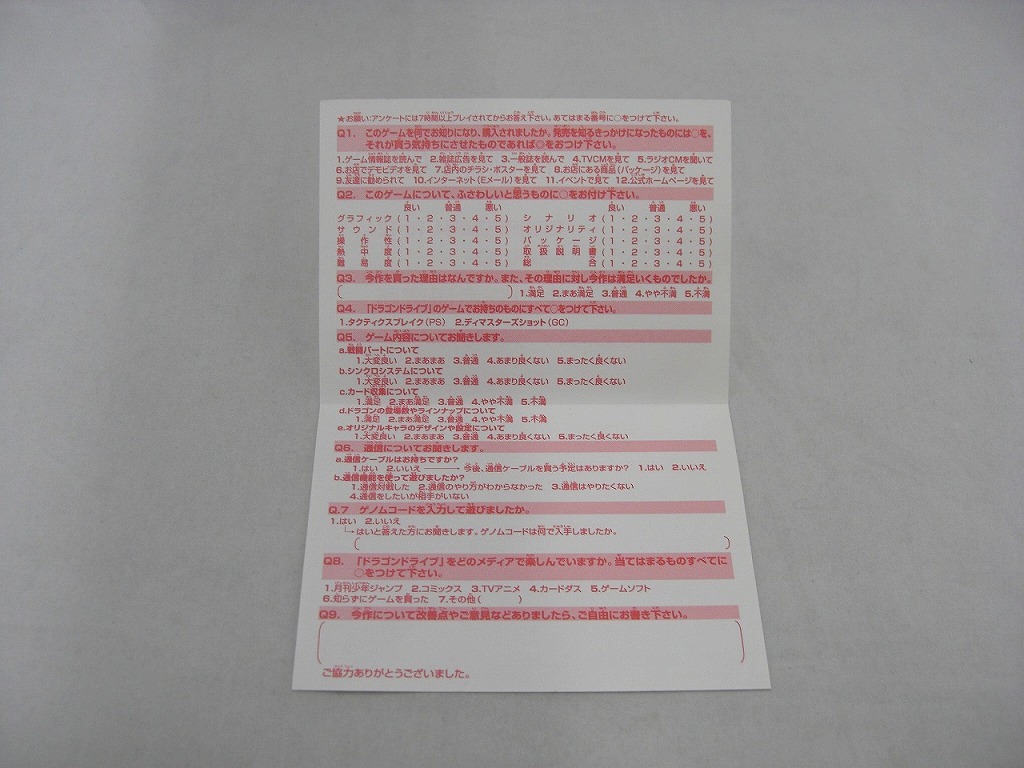 ★お願い:アンケートには7時間以上プレイされてからお答え下さい。あてはまる番号に○をつけて下さい。
Q1. このゲームを何でお知りになり、購入されましたか。発売を知るきっかけになったものには○を、
それが買う気持ちにさせたものであれば◎をおつけ下さい。
1.ゲーム情報誌を読んで 2.雑誌広告を見て 3.一般誌を読んで 4.TVCMを見て 5.ラジオCMを聞いて
6.お店でデモビデオを見て 7.店内のチラシ・ポスターを見て 8.お店にある商品(パッケージ)を見て
9.友達に勧められて 10.インターネット(Eメール)を見て 11.イベントで見て 12.公式ホームページを見て
Q2. このゲームについて、ふさわしいと思うものに○をお付け下さい。
良い 普通 悪い 良い 普通 悪い
グラフィック(1・2・3・4・5) シナリオ(1・2・3・4・5)
サウンド(1・2・3・4・5) オリジナリティ(1・2・3・4・5)
操作性(1・2・3・4・5) パッケージ(1・2・3・4・5)
熱中度(1・2・3・4・5) 取扱説明書(1・2・3・4・5)
難易度(1・2・3・4・5) 総合(1・2・3・4・5)
Q3. 今作を買った理由はなんですか。また、その理由に対し今作は満足いくものでしたか。
( ) 1.満足 2.まあ満足 3.普通 4.やや不満 5.不満
Q4. 「ドラゴンドライブ」のゲームでお持ちのものにすべて○をつけて下さい。
1.タクティクスブレイク(PS) 2.ディマスターズショット(GC)
Q5. ゲーム内容についてお聞きします。
a.戦闘パートについて
1.大変良い 2.まあまあ 3.普通 4.あまり良くない 5.まったく良くない
b.シンクロシステムについて
1.大変良い 2.まあまあ 3.普通 4.あまり良くない 5.まったく良くない
c.カード収集について
1.満足 2.まあ満足 3.普通 4.やや不満 5.不満
d.ドラゴンの登場数やラインナップについて
1.満足 2.まあ満足 3.普通 4.やや不満 5.不満
e.オリジナルキャラのデザインや設定について
1.大変良い 2.まあまあ 3.普通 4.あまり良くない 5.まったく良くない
Q6. 通信についてお聞きします。
a.通信ケーブルはお持ちですか?
1.はい 2.いいえ → 今後、通信ケーブルを買う予定はありますか? 1.はい 2.いいえ
b.通信機能を使って遊びましたか?
1.通信対戦した 2.通信のやり方がわからなかった 3.通信はやりたくない
4.通信をしたいが相手がいない
Q.7 ゲノムコードを入力して遊びましたか。
1.はい 2.いいえ
→はいと答えた方にお聞きします。ゲノムコードは何で入手しましたか。
( )
Q8. 「ドラゴンドライブ」をどのメディアで楽しんでいますか。当てはまるものすべてに
○をつけて下さい。
1.月刊少年ジャンプ 2.コミックス 3.TVアニメ 4.カードダス 5.ゲームソフト
6.知らずにゲームを買った 7.その他( )
Q9. 今作について改善点やご意見などありましたら、ご自由にお書き下さい。
ご協力ありがとうございました。